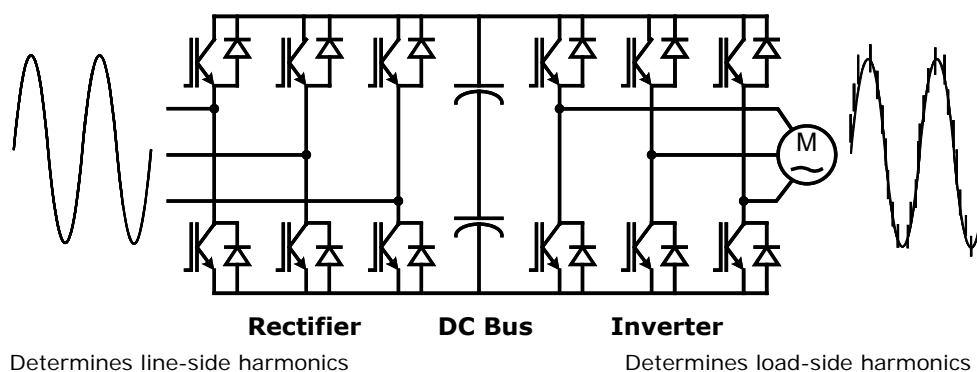 M
Rectifier DC Bus Inverter
Determines line-side harmonics Determines load-side harmonics